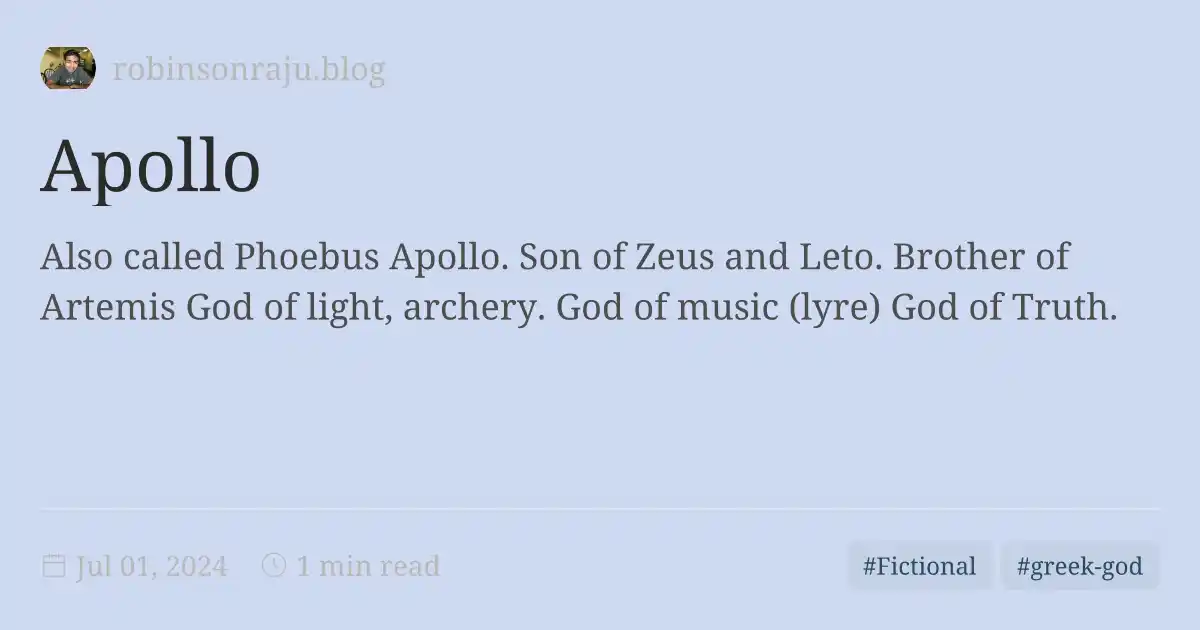 robinsonraju.blog
Apollo
Also called Phoebus Apollo. Son of Zeus and Leto. Brother of
Artemis God of light, archery. God of music (lyre) God of Truth.
Jul 01, 2024 1 min read #Fictional #greek-god